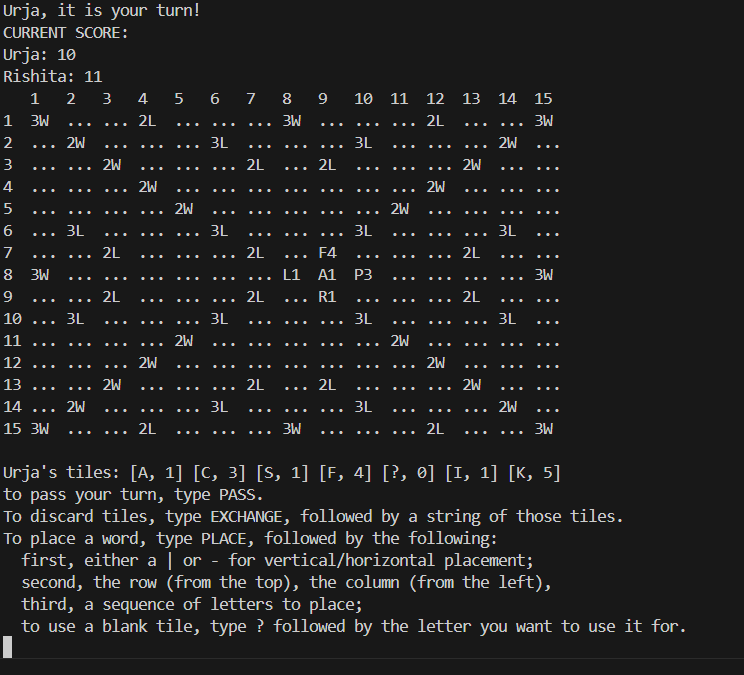 Urja, it is your turn!
CURRENT SCORE:
Urja: 10
Rishita: 11
   1  2  3  4  5  6  7  8  9  10 11 12 13 14 15
1  3W ... ... 2L ... ... ... 3W ... ... ... 2L ... ... 3W
2  ... 2W ... ... ... 3L ... ... ... 3L ... ... ... 2W ...
3  ... ... 2W ... ... ... 2L ... 2L ... ... ... 2W ... ...
4  ... ... ... 2W ... ... ... ... ... ... ... 2W ... ... ...
5  ... ... ... ... 2W ... ... ... ... ... 2W ... ... ... ...
6  ... 3L ... ... ... 3L ... ... ... 3L ... ... ... 3L ...
7  ... ... 2L ... ... ... 2L ... F4 ... ... ... 2L ... ...
8  3W ... ... ... ... ... ... L1 A1 P3 ... ... ... ... 3W
9  ... ... 2L ... ... ... 2L ... R1 ... ... ... 2L ... ...
10 ... 3L ... ... ... 3L ... ... ... 3L ... ... ... 3L ...
11 ... ... ... ... 2W ... ... ... ... ... 2W ... ... ... ...
12 ... ... ... 2W ... ... ... ... ... ... ... 2W ... ... ...
13 ... ... 2W ... ... ... 2L ... 2L ... ... ... 2W ... ...
14 ... 2W ... ... ... 3L ... ... ... 3L ... ... ... 2W ...
15 3W ... ... 2L ... ... ... 3W ... ... ... 2L ... ... 3W
Urja's tiles: [A, 1] [C, 3] [S, 1] [F, 4] [?, 0] [I, 1] [K, 5]
to pass your turn, type PASS.
To discard tiles, type EXCHANGE, followed by a string of those tiles.
To place a word, type PLACE, followed by the following:
  first, either a | or - for vertical/horizontal placement;
  second, the row (from the top), the column (from the left),
  third, a sequence of letters to place;
  to use a blank tile, type ? followed by the letter you want to use it for.